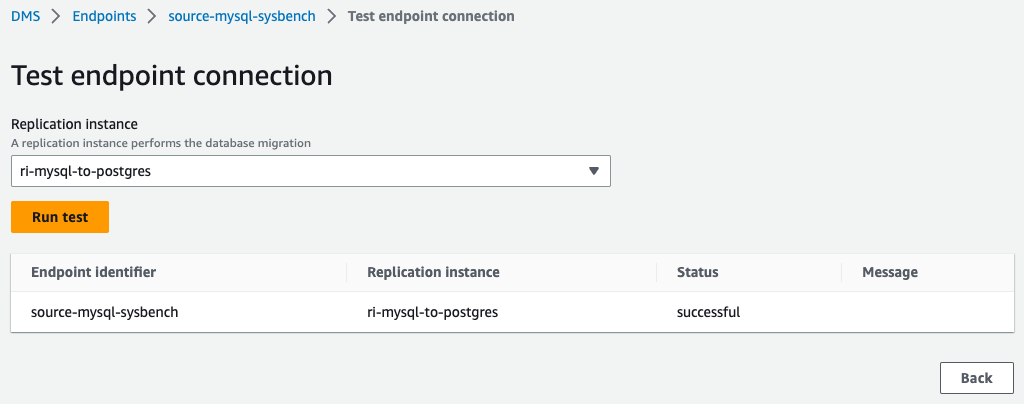 DMS > Endpoints > source-mysql-sysbench > Test endpoint connection
Test endpoint connection
Replication instance
A replication instance performs the database migration
ri-mysql-to-postgres
Run test
Endpoint identifier Replication instance Status Message
source-mysql-sysbench ri-mysql-to-postgres successful
Back